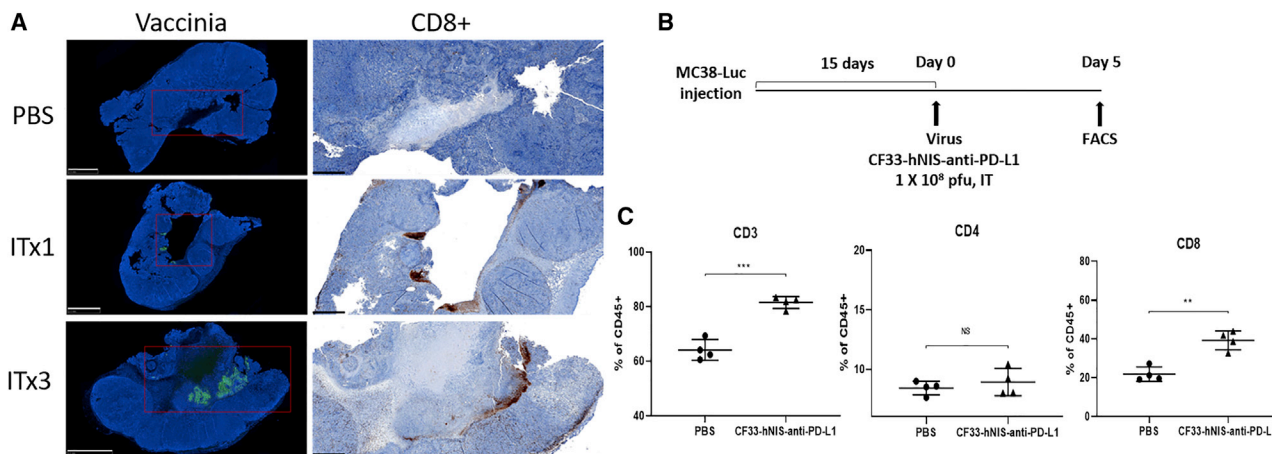 A
Vaccinia
CD8+
PBS
ITx1
ITx3
B
MC38-Luc
injection
15 days
Day 0
Day 5
Virus
CF33-hNIS-anti-PD-L1
1 X 10⁸ pfu, IT
FACS
C
CD3
% of CD45+
100
80
60
40
***
PBS
CF33-hNIS-anti-PD-L1
CD4
% of CD45+
20
15
10
NS
PBS
CF33-hNIS-anti-PD-L1
CD8
% of CD45+
80
60
40
20
0
**
PBS
CF33-hNIS-anti-PD-L